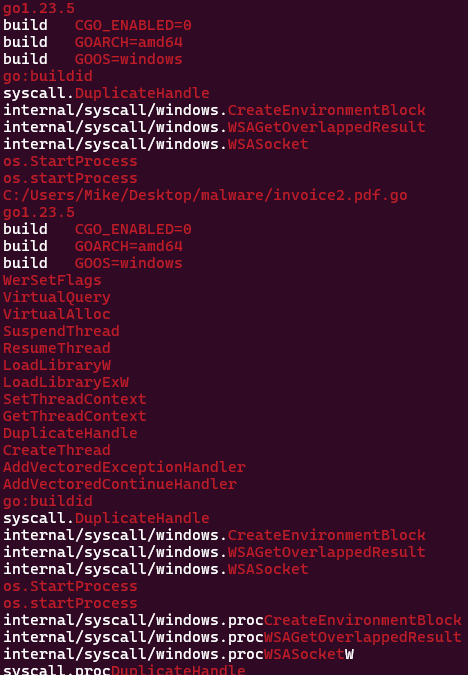 go1.23.5
build   CGO_ENABLED=0
build   GOARCH=amd64
build   GOOS=windows
go:buildid
syscall.DuplicateHandle
internal/syscall/windows.CreateEnvironmentBlock
internal/syscall/windows.WSAGetOverlappedResult
internal/syscall/windows.WSASocket
os.StartProcess
os.startProcess
C:/Users/Mike/Desktop/malware/invoice2.pdf.go
go1.23.5
build   CGO_ENABLED=0
build   GOARCH=amd64
build   GOOS=windows
WerSetFlags
VirtualQuery
VirtualAlloc
SuspendThread
ResumeThread
LoadLibraryW
LoadLibraryExW
SetThreadContext
GetThreadContext
DuplicateHandle
CreateThread
AddVectoredExceptionHandler
AddVectoredContinueHandler
go:buildid
syscall.DuplicateHandle
internal/syscall/windows.CreateEnvironmentBlock
internal/syscall/windows.WSAGetOverlappedResult
internal/syscall/windows.WSASocket
os.StartProcess
os.startProcess
internal/syscall/windows.procCreateEnvironmentBlock
internal/syscall/windows.procWSAGetOverlappedResult
internal/syscall/windows.procWSASocketW
syscall.procDuplicateHandle